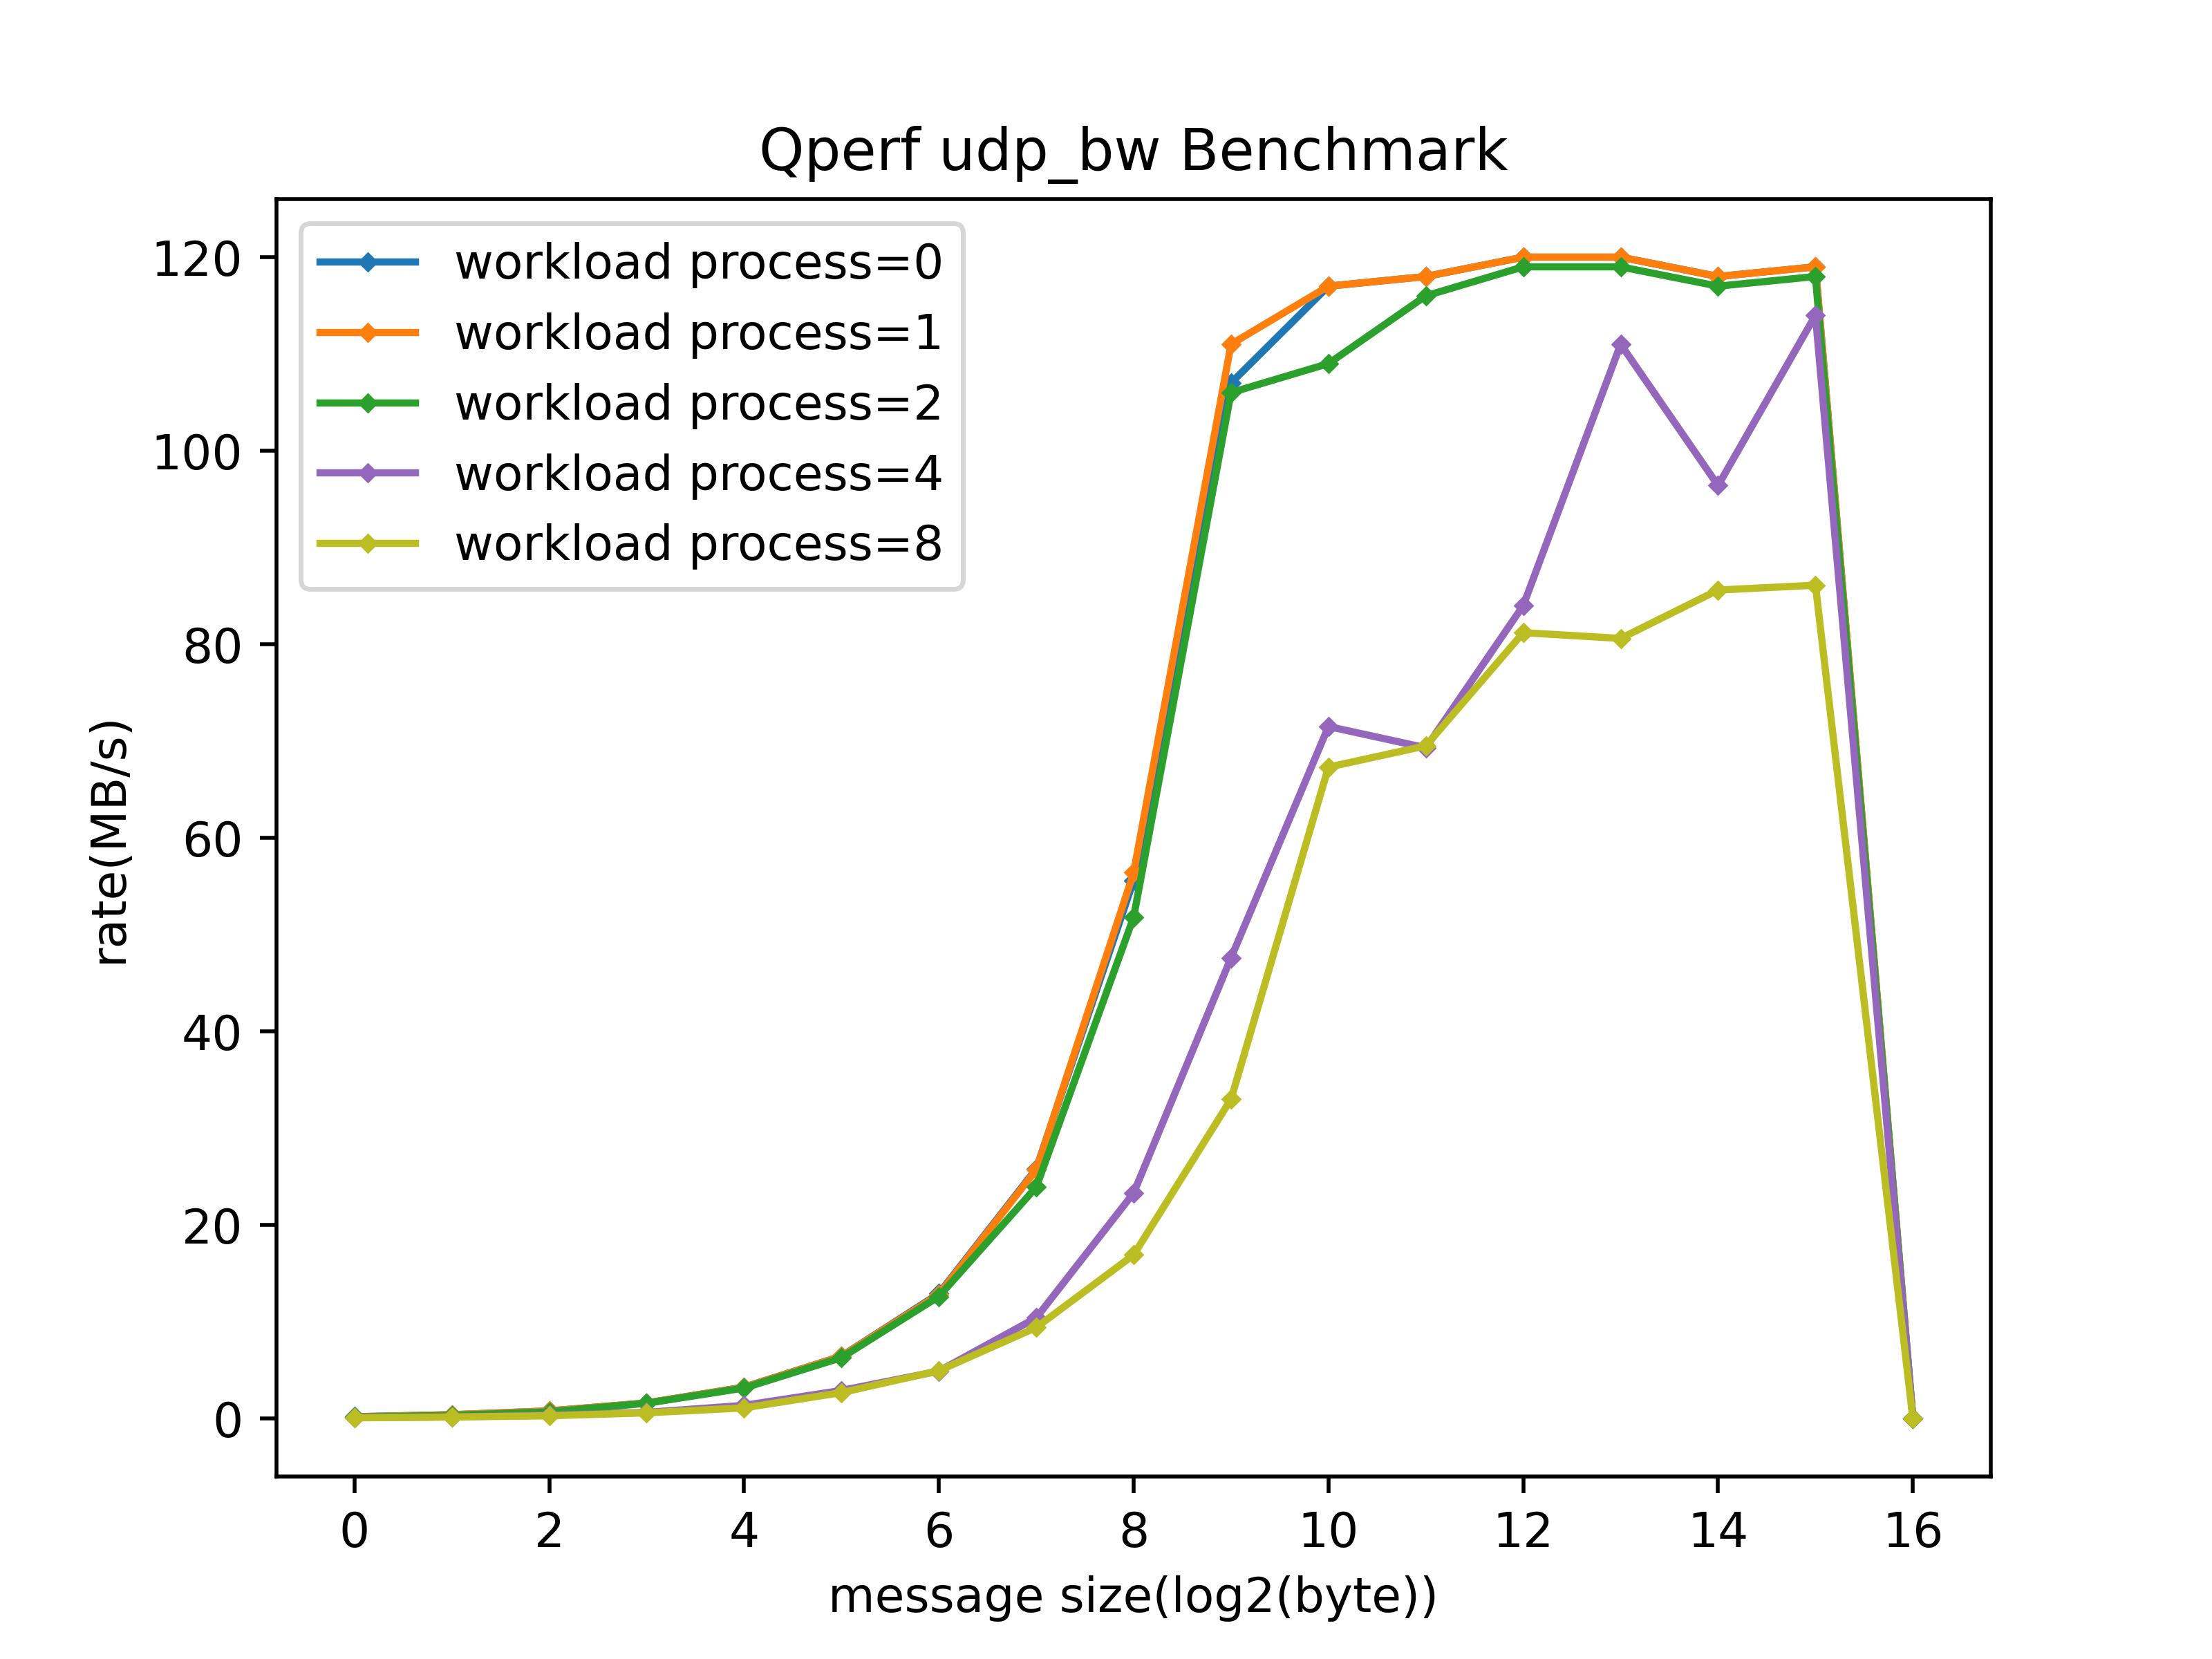 Qperf udp_bw Benchmark
workload process=0
workload process=1
workload process=2
workload process=4
workload process=8
120
100
80
60
40
20
0
rate(MB/s)
0 2 4 6 8 10 12 14 16
message size(log2(byte))